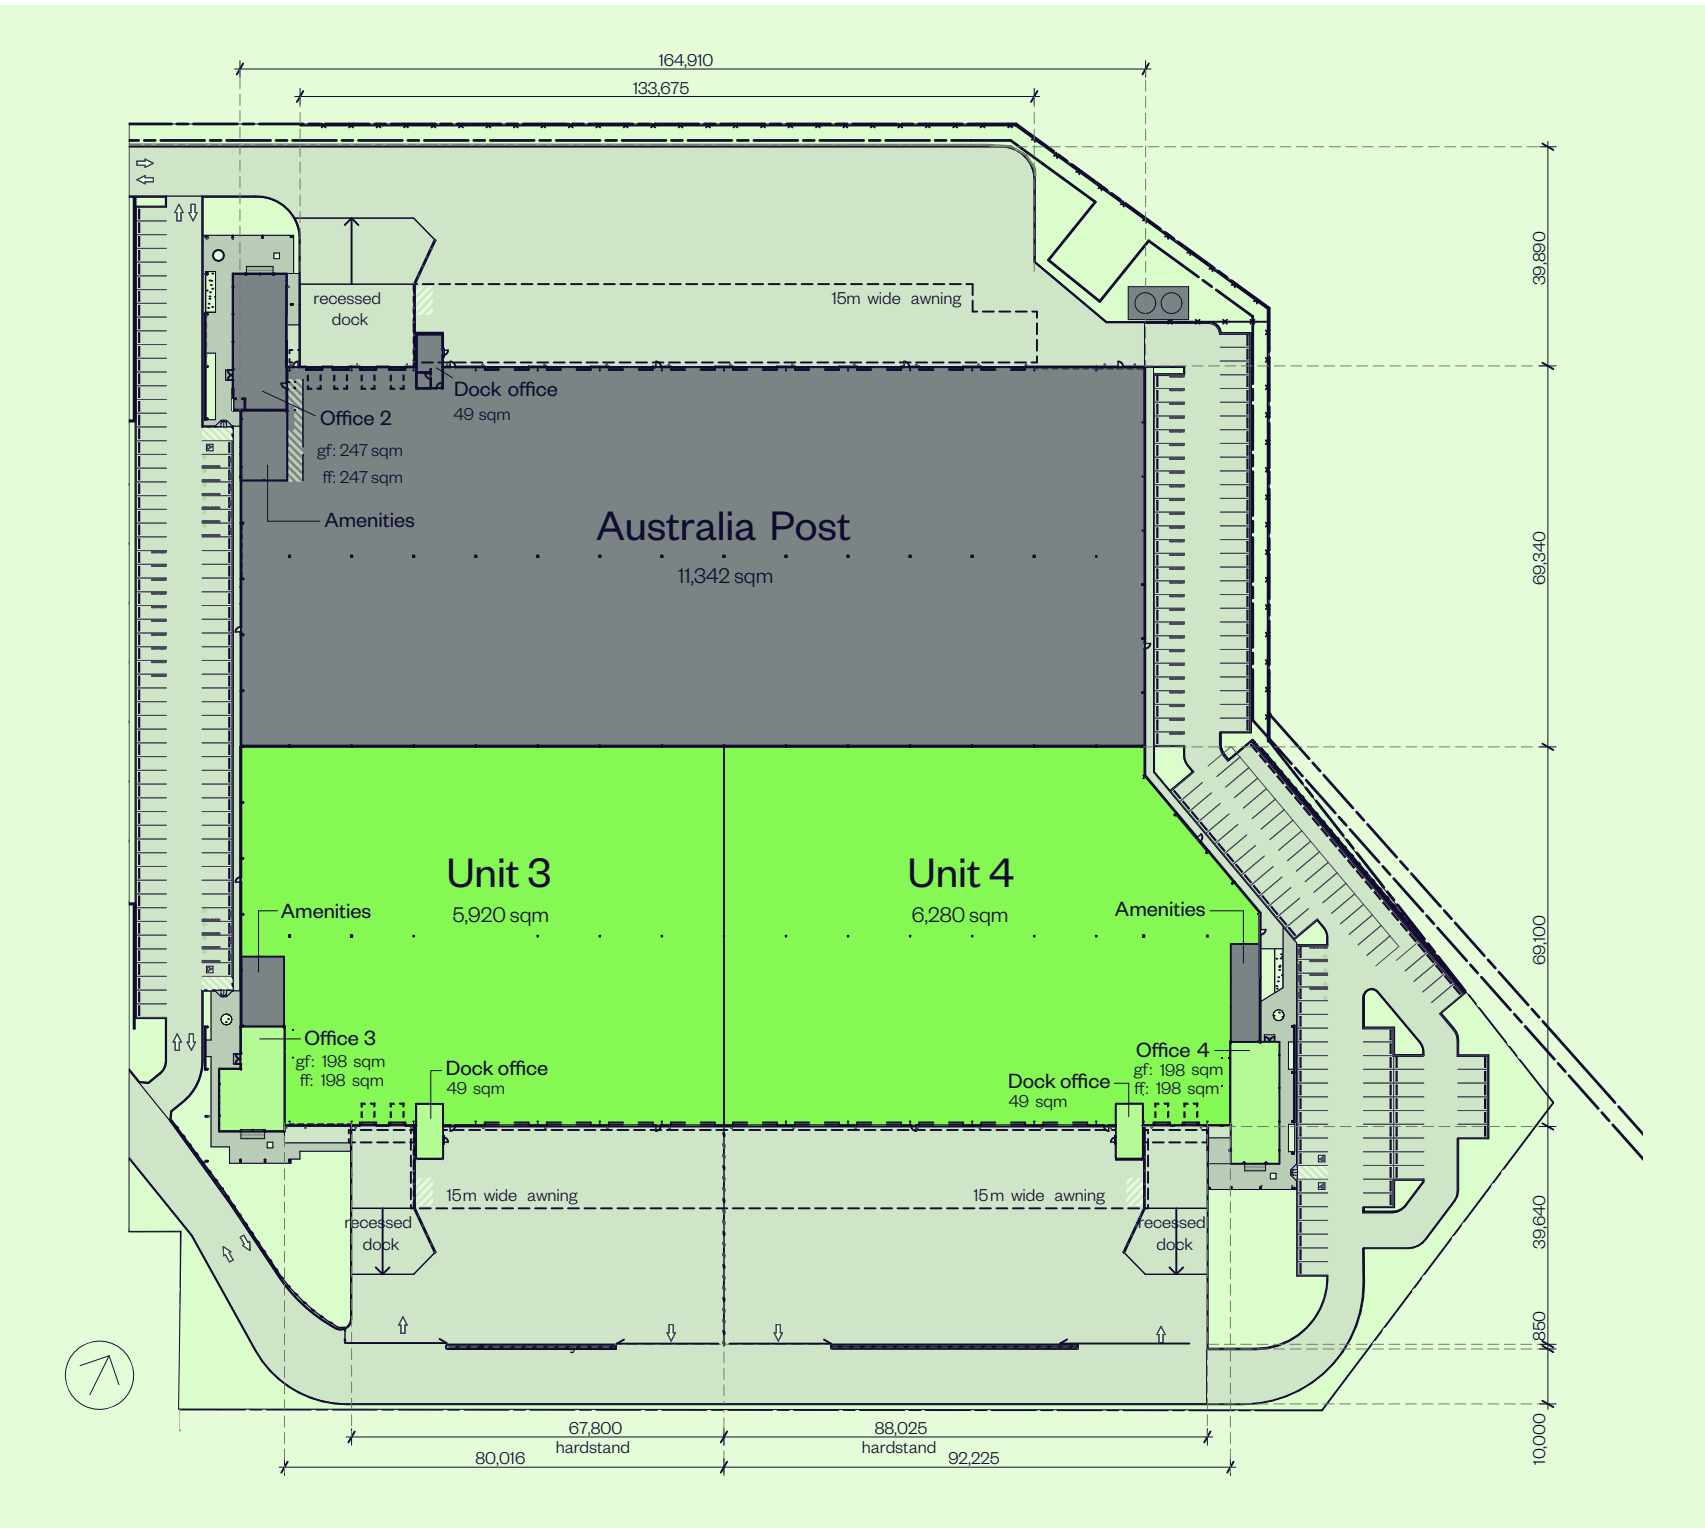 164,910
133,675
39,890
recessed
dock
15m wide awning
Dock office
49 sqm
Office 2
gf: 247 sqm
ff: 247 sqm
Amenities
Australia Post
11,342 sqm
69,340
Unit 3
5,920 sqm
Unit 4
6,280 sqm
Amenities
Amenities
69,100
Office 3
gf: 198 sqm
ff: 198 sqm
Dock office
49 sqm
Office 4
gf: 198 sqm
ff: 198 sqm
Dock office
49 sqm
15m wide awning
15m wide awning
recessed
dock
recessed
dock
39,640
850
10,000
67,800
hardstand
88,025
hardstand
80,016
92,225